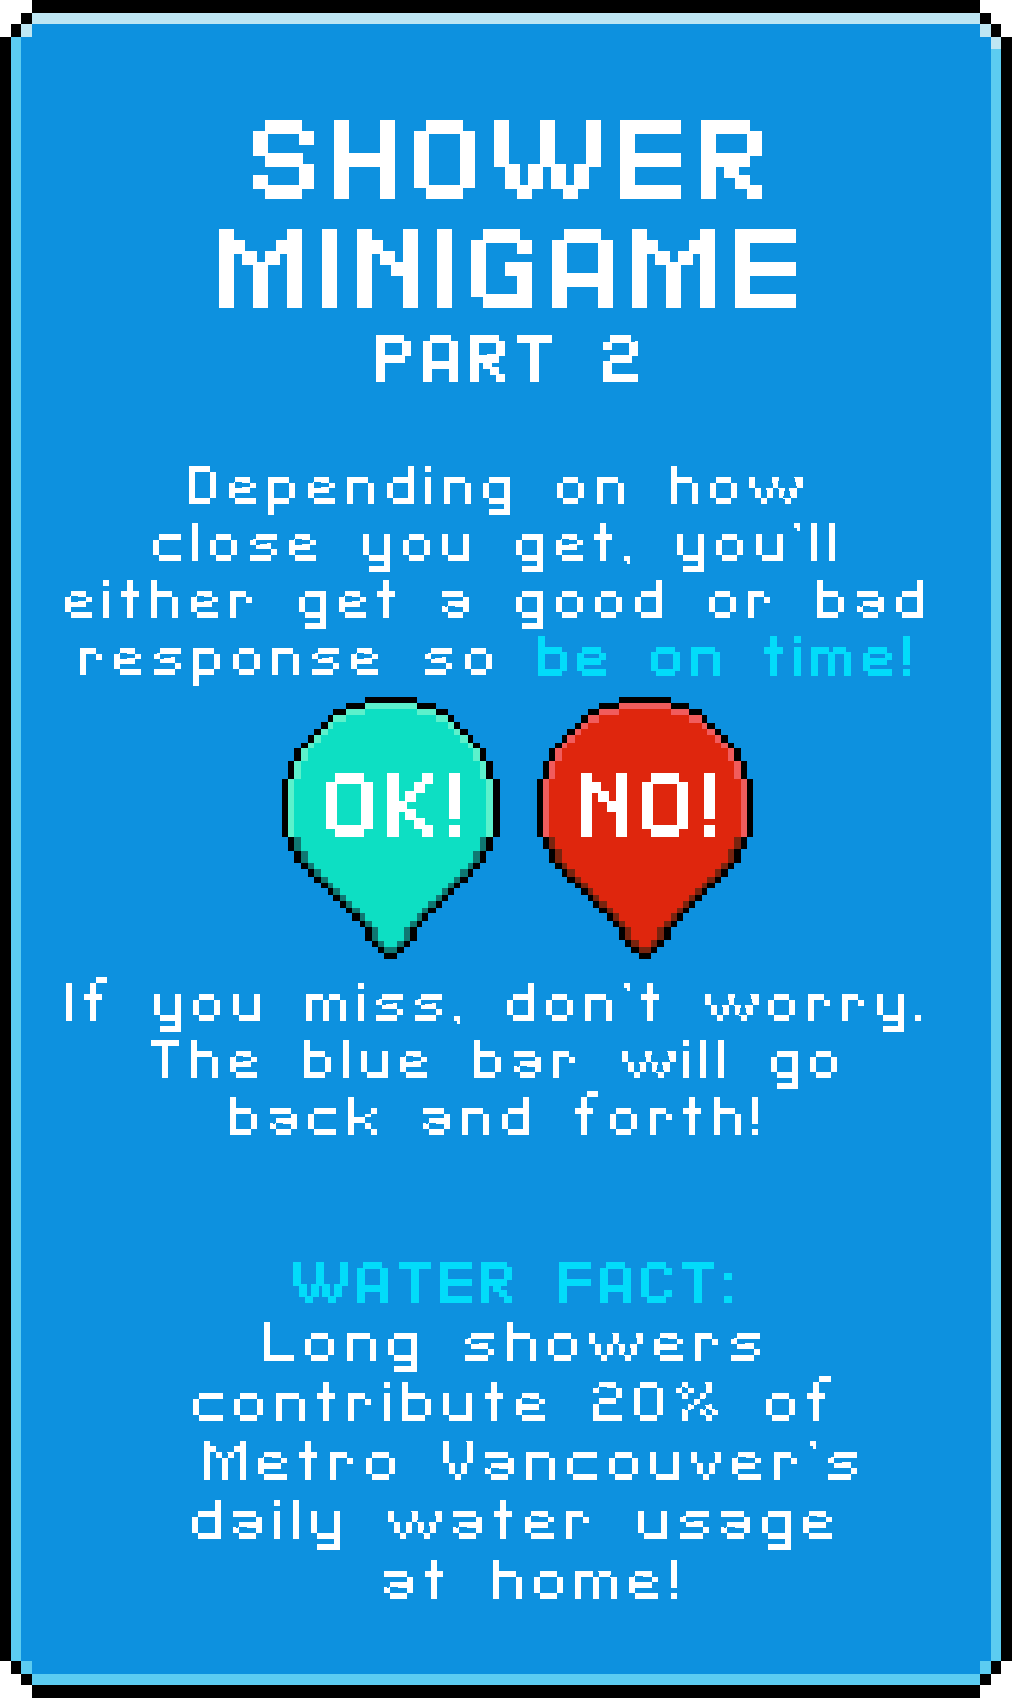 SHOWER
MINIGAME
PART 2
Depending on how
close you get, you'll
either get a good or bad
response so be on time!
OK! NO!
If you miss, don't worry.
The blue bar will go
back and forth!
WATER FACT:
Long showers
contribute 20% of
Metro Vancouver's
daily water usage
at home!